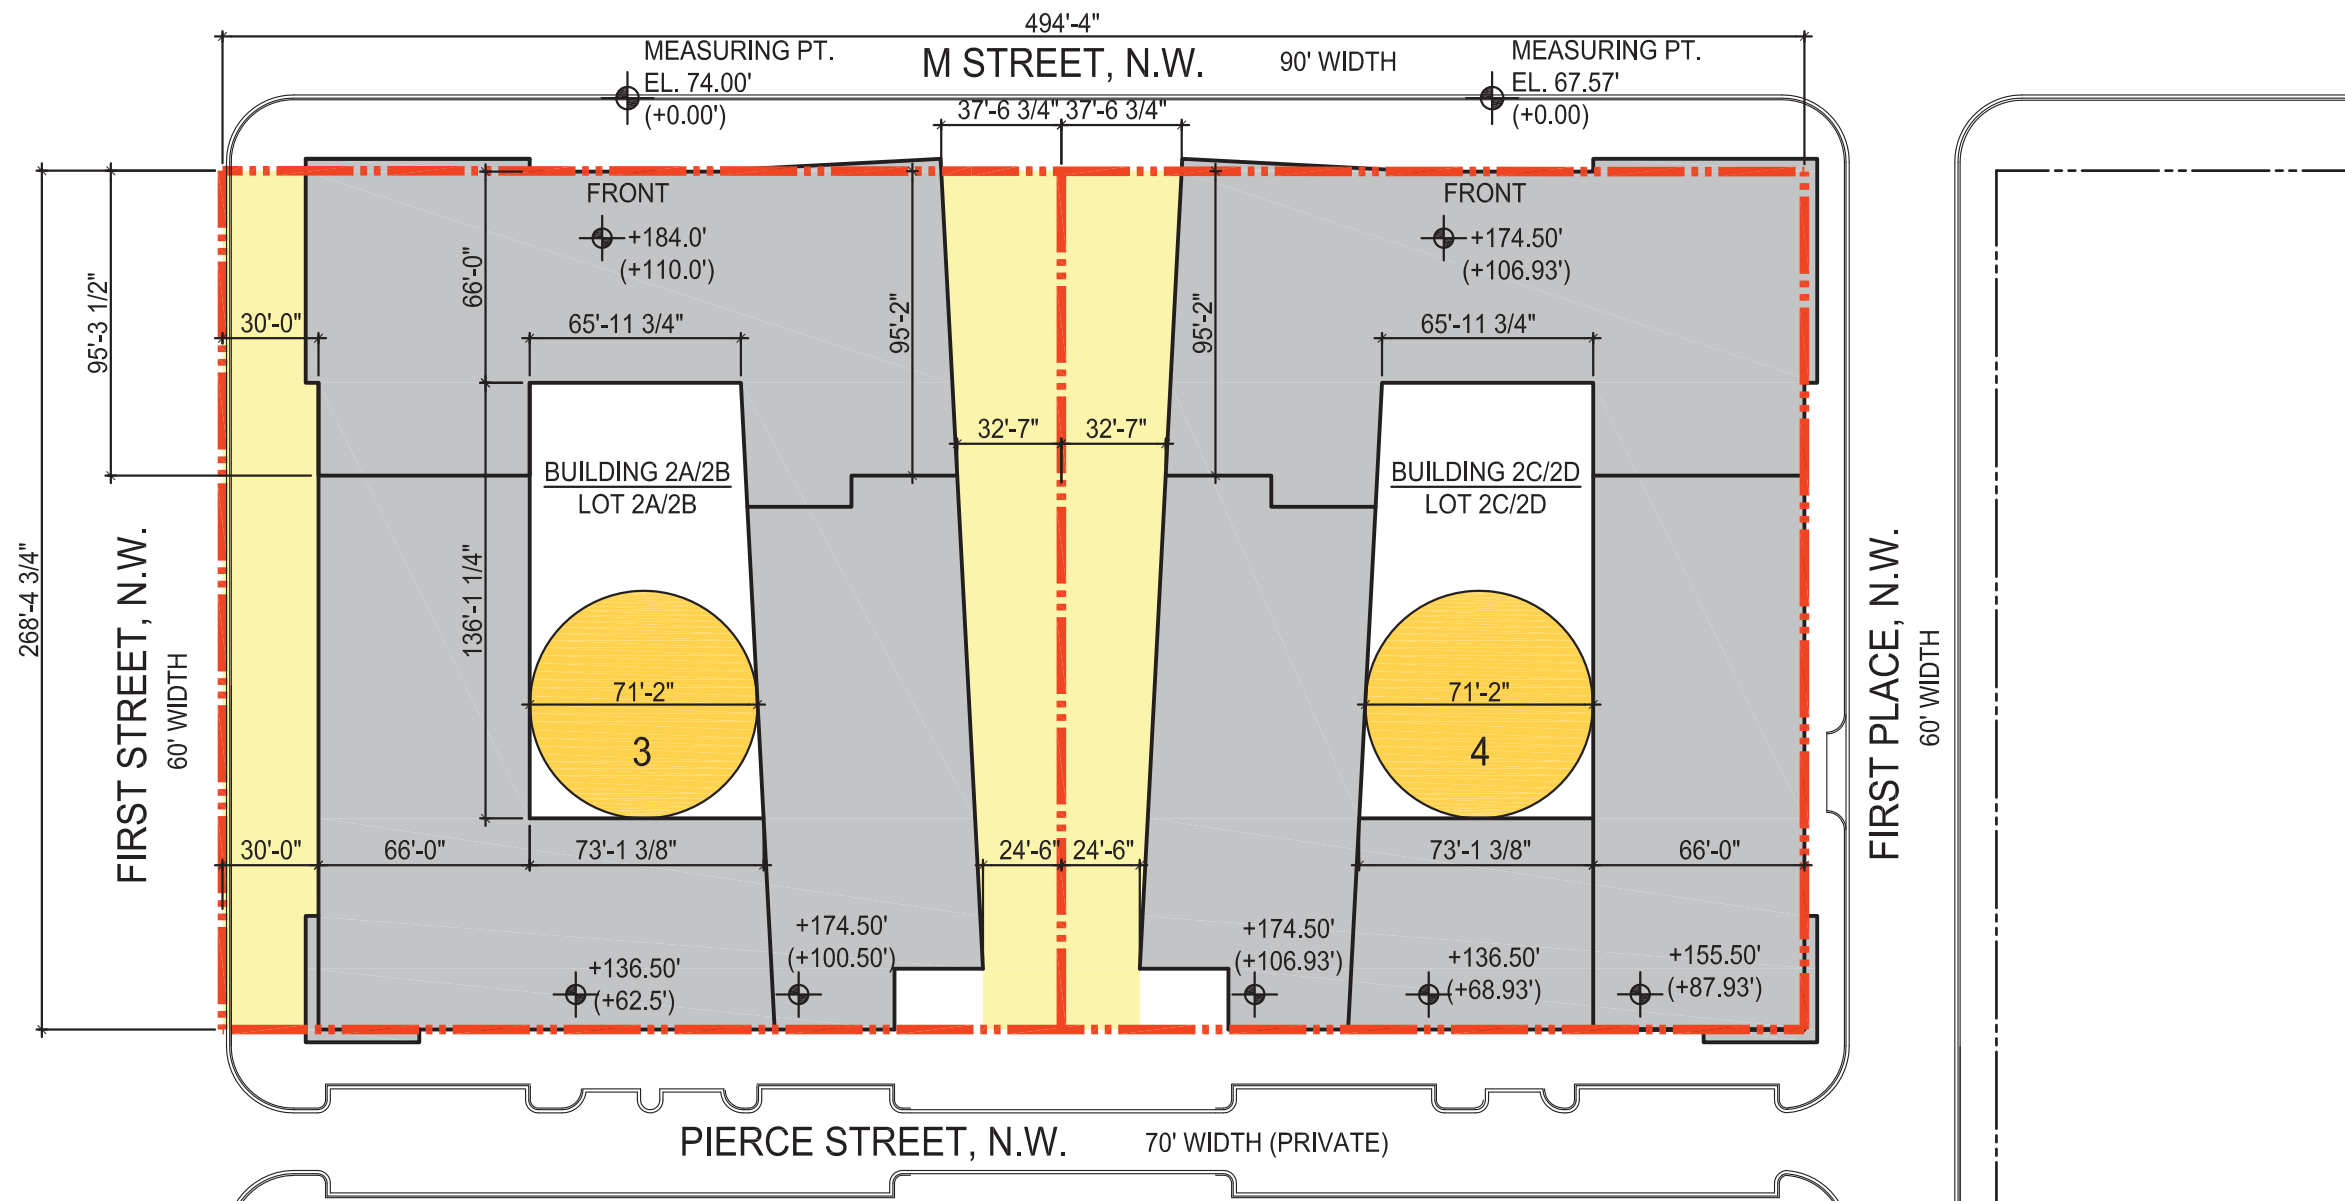 494'-4"
MEASURING PT.
EL. 74.00'
(+0.00')
M STREET, N.W.
90' WIDTH
MEASURING PT.
EL. 67.57'
(+0.00)
37'-6 3/4"
37'-6 3/4"
FRONT
+184.0'
(+110.0')
FRONT
+174.50'
(+106.93')
95'-3 1/2"
66'-0"
30'-0"
65'-11 3/4"
95'-2"
95'-2"
65'-11 3/4"
32'-7"
32'-7"
BUILDING 2A/2B
LOT 2A/2B
BUILDING 2C/2D
LOT 2C/2D
268'-4 3/4"
FIRST STREET, N.W.
60' WIDTH
136'-1 1/4"
71'-2"
3
71'-2"
4
FIRST PLACE, N.W.
60' WIDTH
30'-0"
66'-0"
73'-1 3/8"
24'-6"
24'-6"
73'-1 3/8"
66'-0"
+136.50'
(+62.5')
+174.50'
(+100.50')
+174.50'
(+106.93')
+136.50'
(+68.93')
+155.50'
(+87.93')
PIERCE STREET, N.W.
70' WIDTH (PRIVATE)